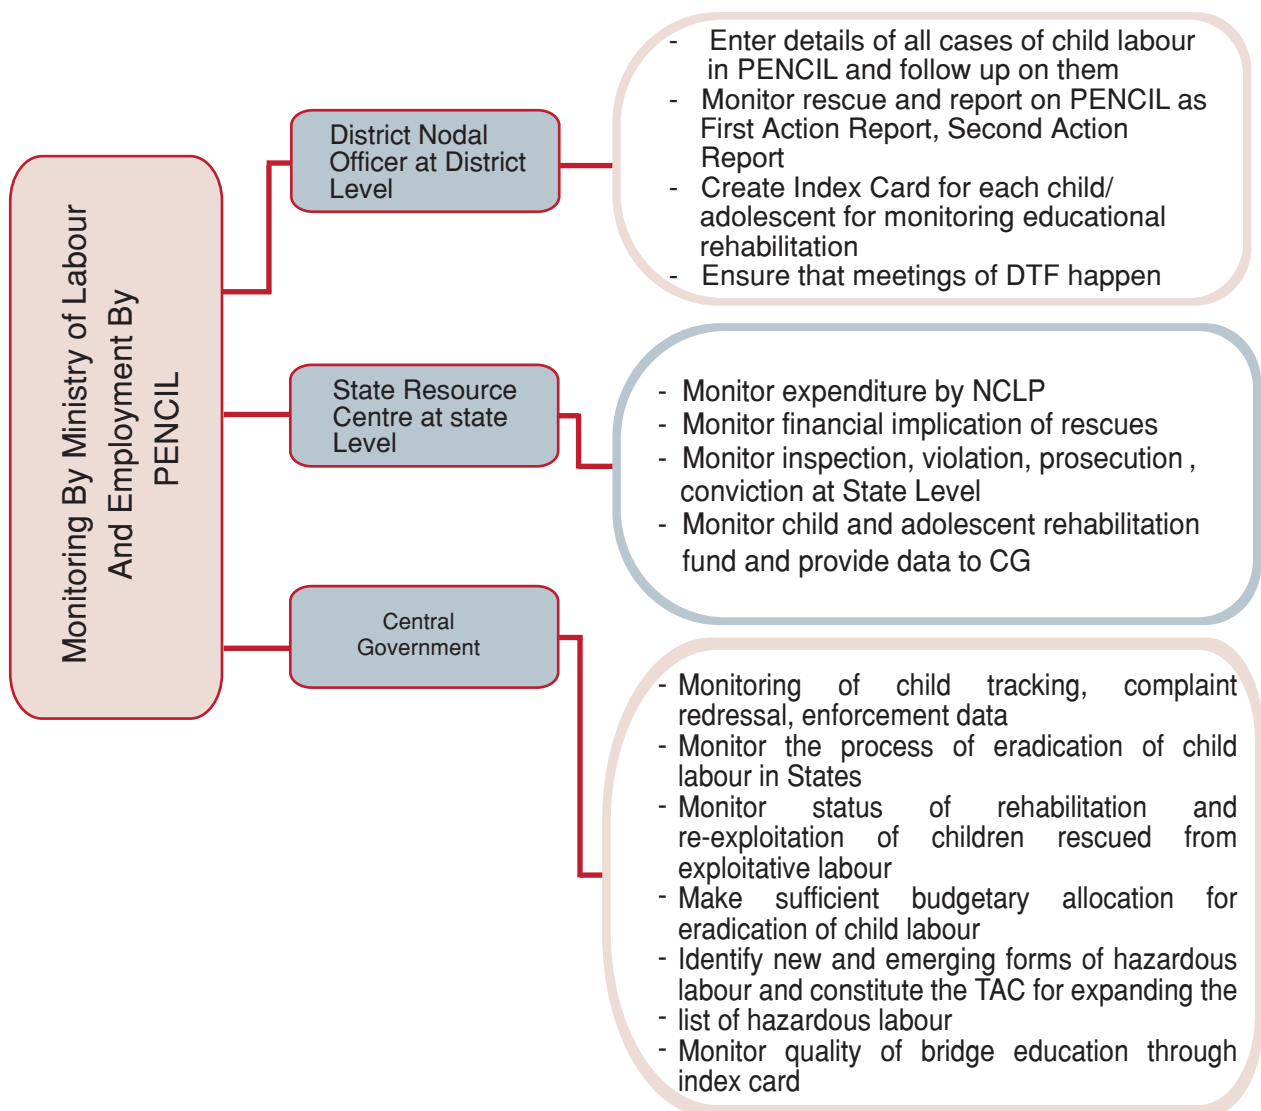 Monitoring By Ministry of Labour
And Employment By
PENCIL
District Nodal
Officer at District
Level
- Enter details of all cases of child labour
in PENCIL and follow up on them
- Monitor rescue and report on PENCIL as
First Action Report, Second Action
Report
- Create Index Card for each child/
adolescent for monitoring educational
rehabilitation
- Ensure that meetings of DTF happen
State Resource
Centre at state
Level
- Monitor expenditure by NCLP
- Monitor financial implication of rescues
- Monitor inspection, violation, prosecution ,
conviction at State Level
- Monitor child and adolescent rehabilitation
fund and provide data to CG
Central
Government
- Monitoring of child tracking, complaint
redressal, enforcement data
- Monitor the process of eradication of child
labour in States
- Monitor status of rehabilitation and
re-exploitation of children rescued from
exploitative labour
- Make sufficient budgetary allocation for
eradication of child labour
- Identify new and emerging forms of hazardous
labour and constitute the TAC for expanding the
- list of hazardous labour
- Monitor quality of bridge education through
index card